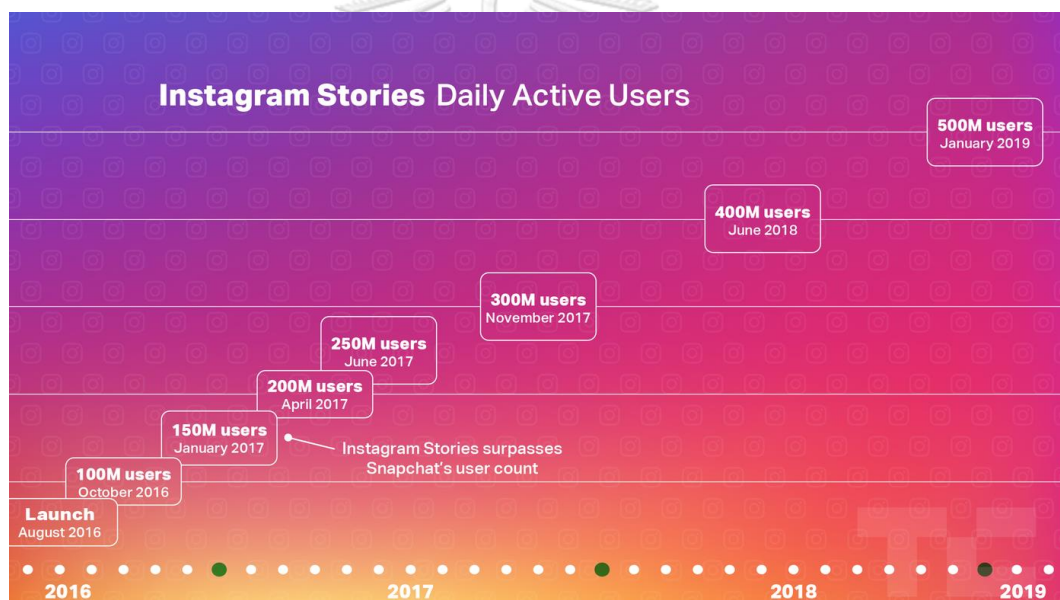 Instagram Stories Daily Active Users
500M users
January 2019
400M users
June 2018
300M users
November 2017
250M users
June 2017
200M users
April 2017
150M users
January 2017
Instagram Stories surpasses
Snapchat's user count
100M users
October 2016
Launch
August 2016
TC
2016 2017 2018 2019